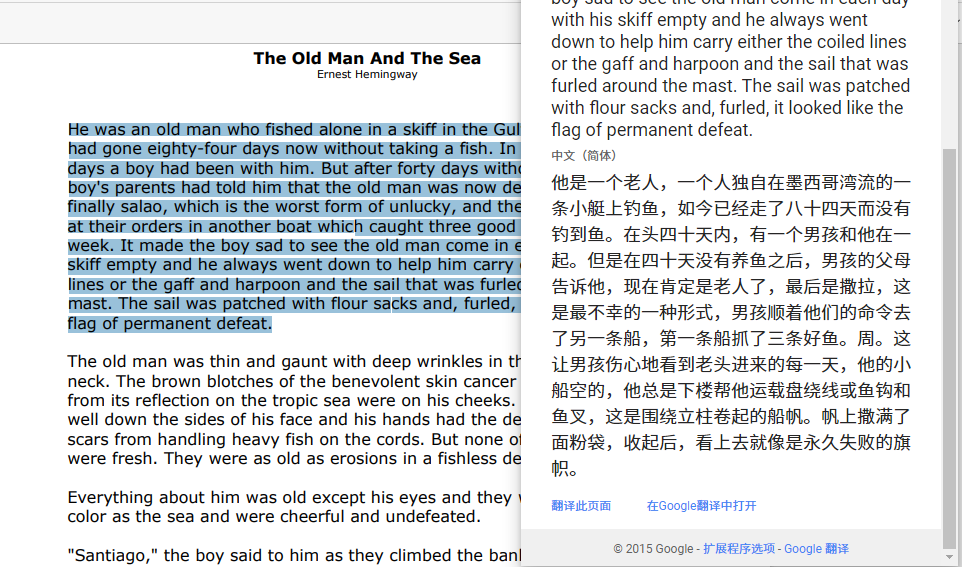 The Old Man And The Sea
Ernest Hemingway
He was an old man who fished alone in a skiff in the Gul
had gone eighty-four days now without taking a fish. In
days a boy had been with him. But after forty days witho
boy's parents had told him that the old man was now de
finally salao, which is the worst form of unlucky, and the
at their orders in another boat which caught three good
week. It made the boy sad to see the old man come in e
skiff empty and he always went down to help him carry
lines or the gaff and harpoon and the sail that was furled
mast. The sail was patched with flour sacks and, furled,
flag of permanent defeat.
The old man was thin and gaunt with deep wrinkles in th
neck. The brown blotches of the benevolent skin cancer
from its reflection on the tropic sea were on his cheeks.
well down the sides of his face and his hands had the de
scars from handling heavy fish on the cords. But none of
were fresh. They were as old as erosions in a fishless de
Everything about him was old except his eyes and they w
color as the sea and were cheerful and undefeated.
"Santiago," the boy said to him as they climbed the bank
boy sad to see the old man come in each day
with his skiff empty and he always went
down to help him carry either the coiled lines
or the gaff and harpoon and the sail that was
furled around the mast. The sail was patched
with flour sacks and, furled, it looked like the
flag of permanent defeat.
中文（简体）
他是一个老人，一个人独自在墨西哥湾流的一
条小艇上钓鱼，如今已经走了八十四天而没有
钓到鱼。在头四十天内，有一个男孩和他在一
起。但是在四十天没有养鱼之后，男孩的父母
告诉他，现在肯定是老人了，最后是撒拉，这
是最不幸的一种形式，男孩顺着他们的命令去
了另一条船，第一条船抓了三条好鱼。周。这
让男孩伤心地看到老头进来的每一天，他的小
船空的，他总是下楼帮他运载盘绕线或鱼钩和
鱼叉，这是围绕立柱卷起的船帆。帆上撒满了
面粉袋，收起后，看上去就像是永久失败的旗
帜。
翻译此页面 在Google翻译中打开
© 2015 Google - 扩展程序选项 - Google 翻译